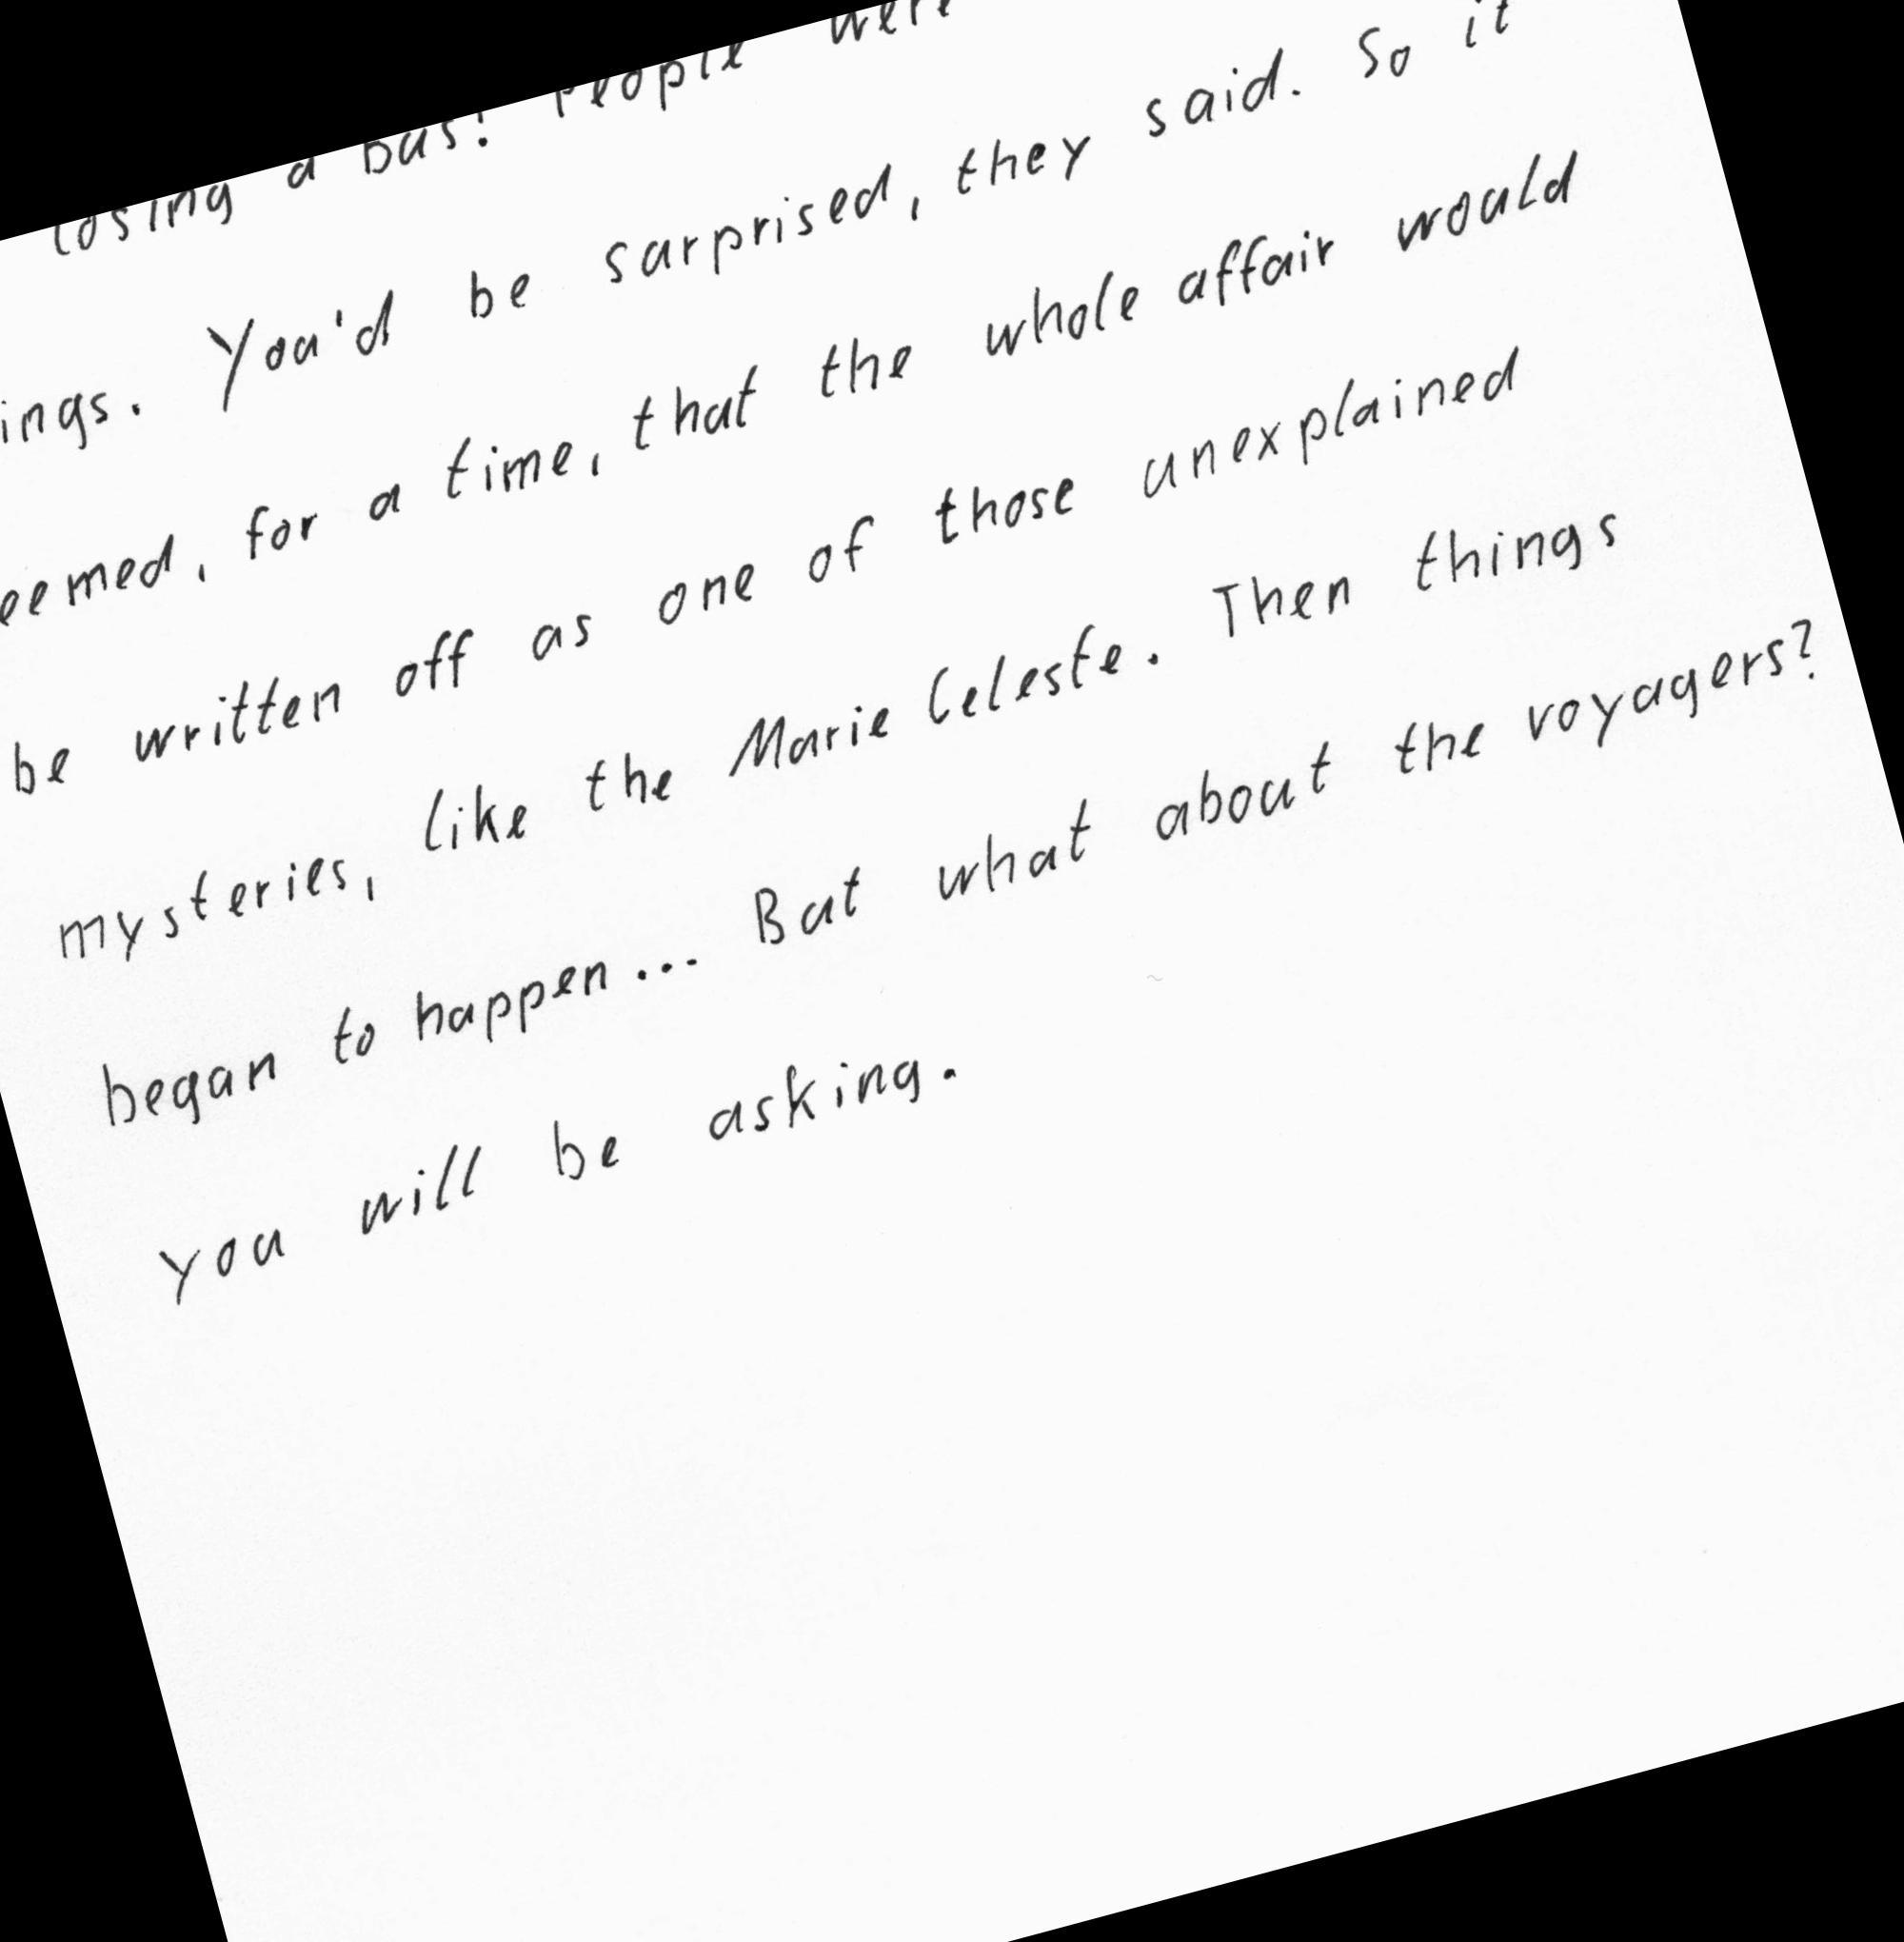 losing a bus! People were
ings. You'd be surprised, they said. So it
eemed, for a time, that the whole affair would
be written off as one of those unexplained
mysteries, like the Marie Celeste. Then things
began to happen... But what about the voyagers?
you will be asking.